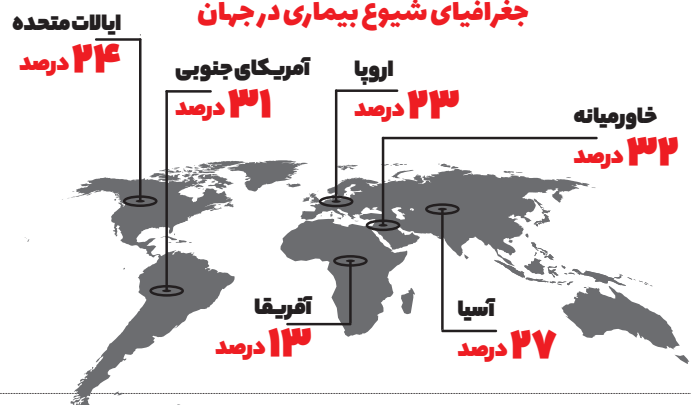 جغرافیای شیوع بیماری در جهان
ایالات متحده
۲۴ درصد
آمریکای جنوبی
۳۱ درصد
اروپا
۲۳ درصد
خاورمیانه
۳۲ درصد
آفریقا
۱۳ درصد
آسیا
۲۷ درصد